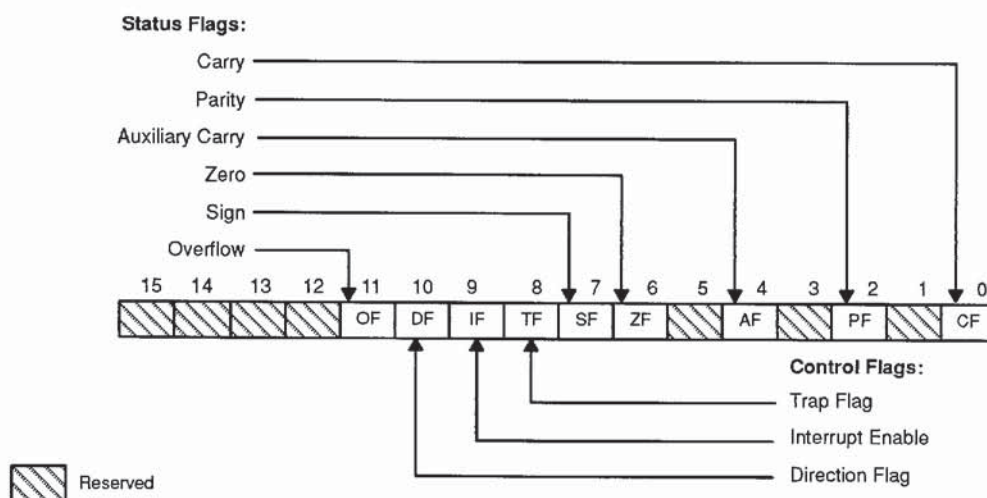 Status Flags:
Carry
Parity
Auxiliary Carry
Zero
Sign
Overflow
15 14 13 12 11 10 9 8 7 6 5 4 3 2 1 0
OF DF IF TF SF ZF AF PF CF
Control Flags:
Trap Flag
Interrupt Enable
Direction Flag
Reserved